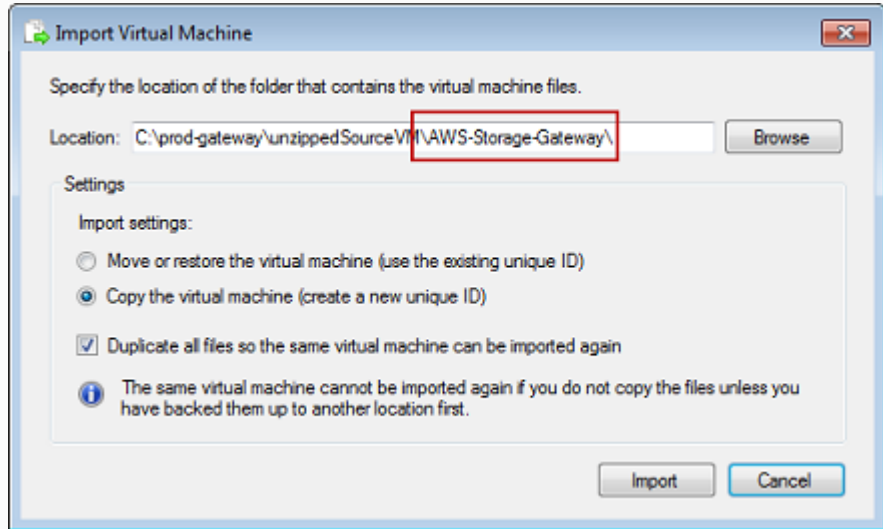 Import Virtual Machine
Specify the location of the folder that contains the virtual machine files.
Location: C:\prod-gateway\unzippedSourceVM\AWS-Storage-Gateway\ Browse
Settings
Import settings:
Move or restore the virtual machine (use the existing unique ID)
Copy the virtual machine (create a new unique ID)
Duplicate all files so the same virtual machine can be imported again
The same virtual machine cannot be imported again if you do not copy the files unless you
have backed them up to another location first.
Import Cancel